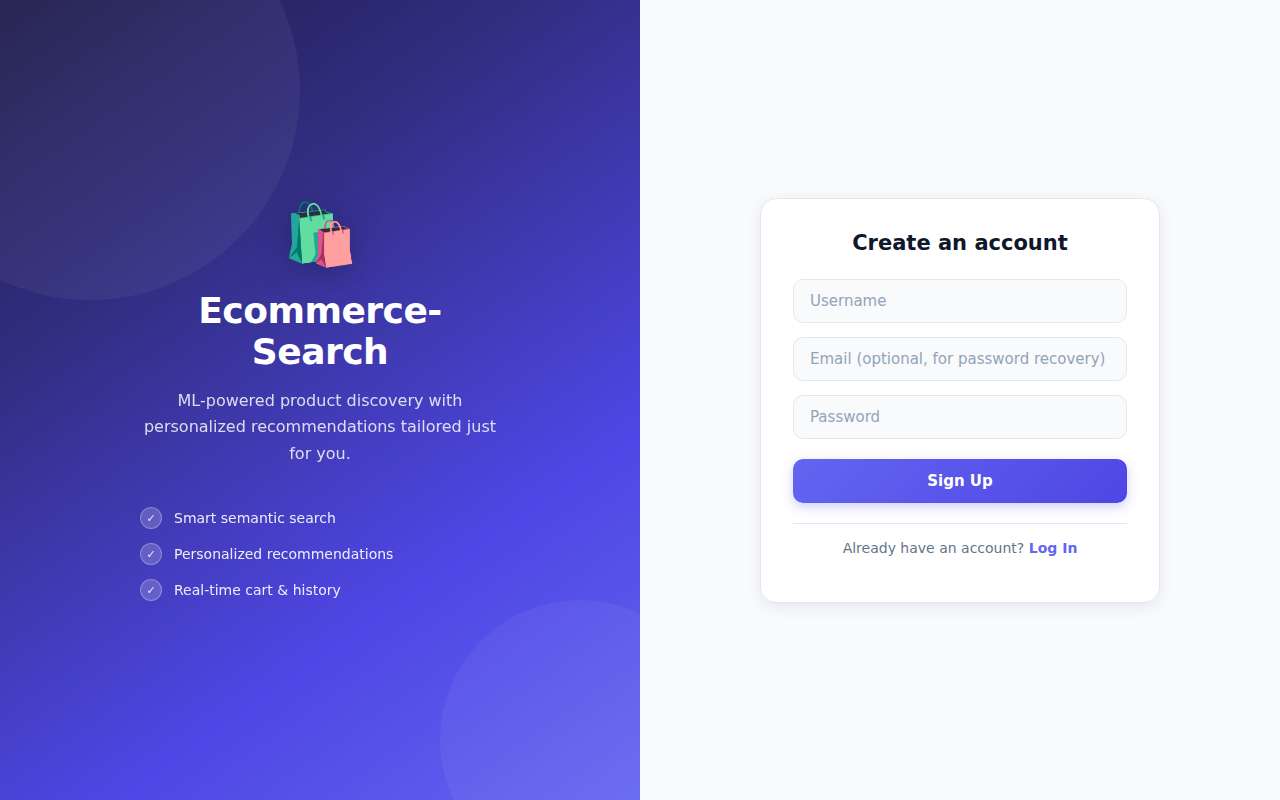 Ecommerce-
Search
ML-powered product discovery with
personalized recommendations tailored just
for you.
✓ Smart semantic search
✓ Personalized recommendations
✓ Real-time cart & history
Create an account
Username
Email (optional, for password recovery)
Password
Sign Up
Already have an account? Log In